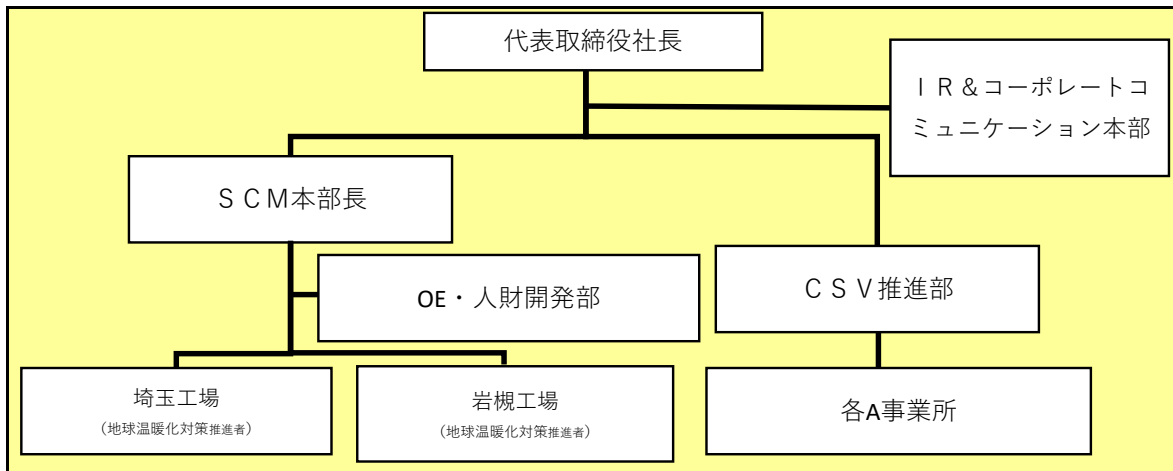 代表取締役社長
ＩＲ＆コーポレートコ
ミュニケーション本部
ＳＣＭ本部長
OE・人財開発部
ＣＳＶ推進部
埼玉工場
（地球温暖化対策推進者）
岩槻工場
（地球温暖化対策推進者）
各A事業所